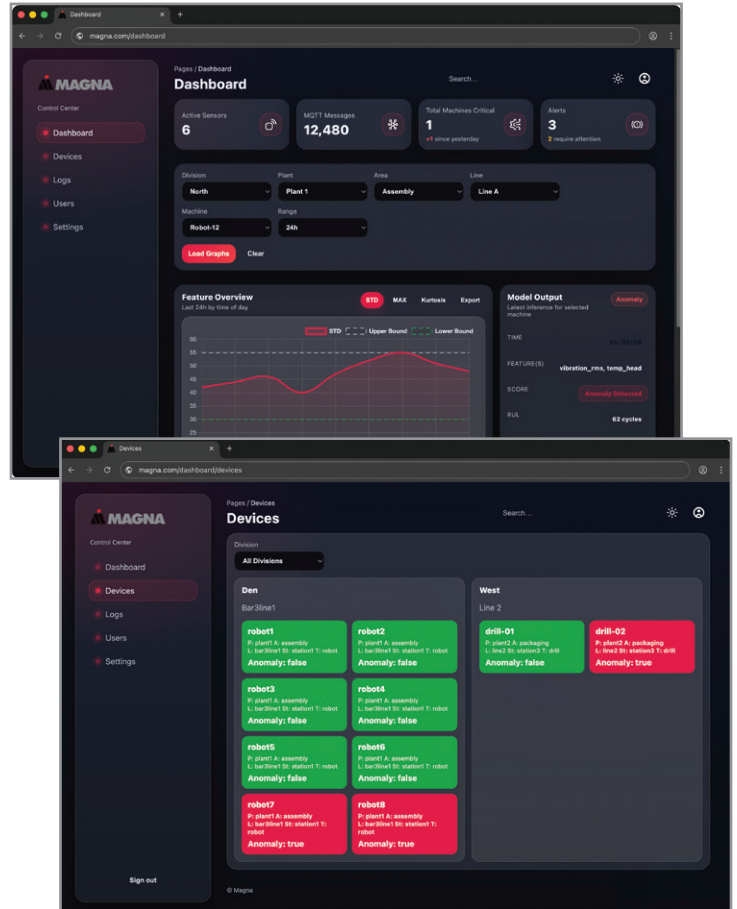 Dashboard
magna.com/dashboard
MAGNA
Control Center
Dashboard
Devices
Logs
Users
Settings
Pages / Dashboard
Dashboard
Search...
Active Sensors
6
MQTT Messages
12,480
Total Machines Critical
1
+1 since yesterday
Alerts
3
2 require attention
Division
Plant
Area
Line
North
Plant 1
Assembly
Line A
Machine
Range
Robot-12
24h
Load Graphs
Clear
Feature Overview
Last 24h by time of day
STD
MAX
Kurtosis
Export
STD
Upper Bound
Lower Bound
60
55
50
45
40
35
30
25
Model Output
Latest inference for selected
machine
Anomaly
TIME
FEATURE(S)
vibration_rms, temp_head
SCORE
Anomaly Detected
RUL
62 cycles
Devices
magna.com/dashboard/devices
MAGNA
Control Center
Dashboard
Devices
Logs
Users
Settings
Sign out
Pages / Devices
Devices
Search...
Division
All Divisions
Den
Bar3line1
robot1
P: plant1 A: assembly
L: bar3line1 St: station1 T: robot
Anomaly: false
robot2
P: plant1 A: assembly
L: bar3line1 St: station1 T: robot
Anomaly: false
robot3
P: plant1 A: assembly
L: bar3line1 St: station1 T: robot
Anomaly: false
robot4
P: plant1 A: assembly
L: bar3line1 St: station1 T: robot
Anomaly: false
robot5
P: plant1 A: assembly
L: bar3line1 St: station1 T: robot
Anomaly: false
robot6
P: plant1 A: assembly
L: bar3line1 St: station1 T: robot
Anomaly: false
robot7
P: plant1 A: assembly
L: bar3line1 St: station1 T:
robot
Anomaly: true
robot8
P: plant1 A: assembly
L: bar3line1 St: station1 T:
robot
Anomaly: true
West
Line 2
drill-01
P: plant2 A: packaging
L: line2 St: station3 T: drill
Anomaly: false
drill-02
P: plant2 A: packaging
L: line2 St: station3 T: drill
Anomaly: true
© Magna